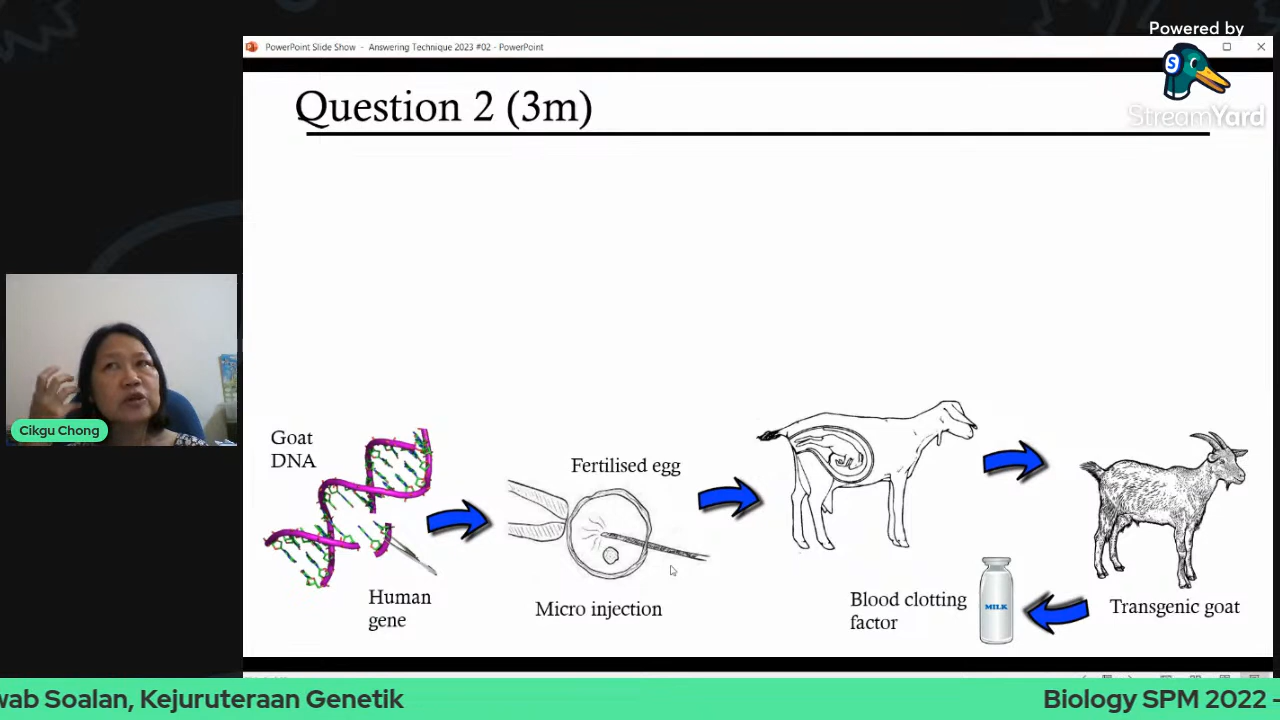 Powered by
StreamYard
PowerPoint Slide Show - Answering Technique 2023 #02 - PowerPoint
Question 2 (3m)
Cikgu Chong
Goat
DNA
Human
gene
Fertilised egg
Micro injection
Blood clotting
factor
MILK
Transgenic goat
wab Soalan, Kejuruteraan Genetik
Biology SPM 2022 -